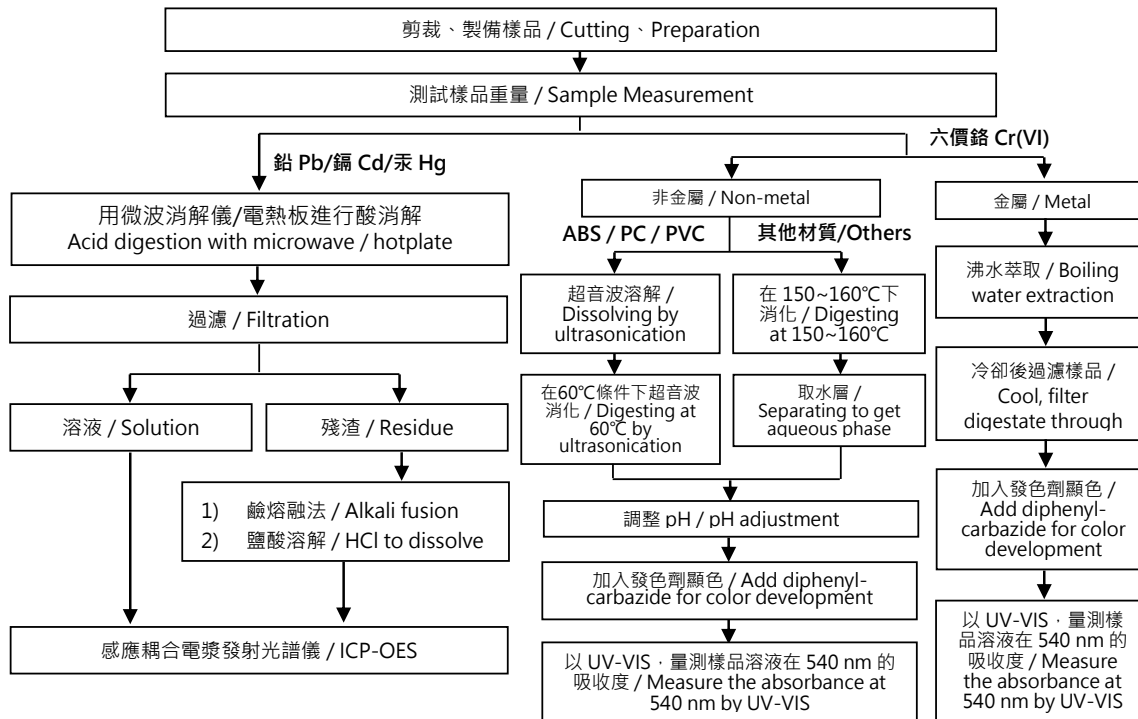 剪裁、製備樣品 / Cutting、Preparation
測試樣品重量 / Sample Measurement
鉛 Pb/鎘 Cd/汞 Hg
六價鉻 Cr(VI)
用微波消解儀/電熱板進行酸消解
Acid digestion with microwave / hotplate
過濾 / Filtration
溶液 / Solution
殘渣 / Residue
1) 鹼熔融法 / Alkali fusion
2) 鹽酸溶解 / HCl to dissolve
感應耦合電漿發射光譜儀 / ICP-OES
非金屬 / Non-metal
ABS / PC / PVC
其他材質/Others
超音波溶解 /
Dissolving by
ultrasonication
在60℃條件下超音波
消化 / Digesting at
60℃ by
ultrasonication
在 150~160℃下
消化 / Digesting
at 150~160℃
取水層 /
Separating to get
aqueous phase
調整 pH / pH adjustment
加入發色劑顯色 / Add diphenyl-
carbazide for color development
以 UV-VIS，量測樣品溶液在 540 nm 的
吸收度 / Measure the absorbance at
540 nm by UV-VIS
金屬 / Metal
沸水萃取 / Boiling
water extraction
冷卻後過濾樣品 /
Cool, filter
digestate through
加入發色劑顯色 /
Add diphenyl-
carbazide for color
development
以 UV-VIS，量測樣
品溶液在 540 nm 的
吸收度 / Measure
the absorbance at
540 nm by UV-VIS